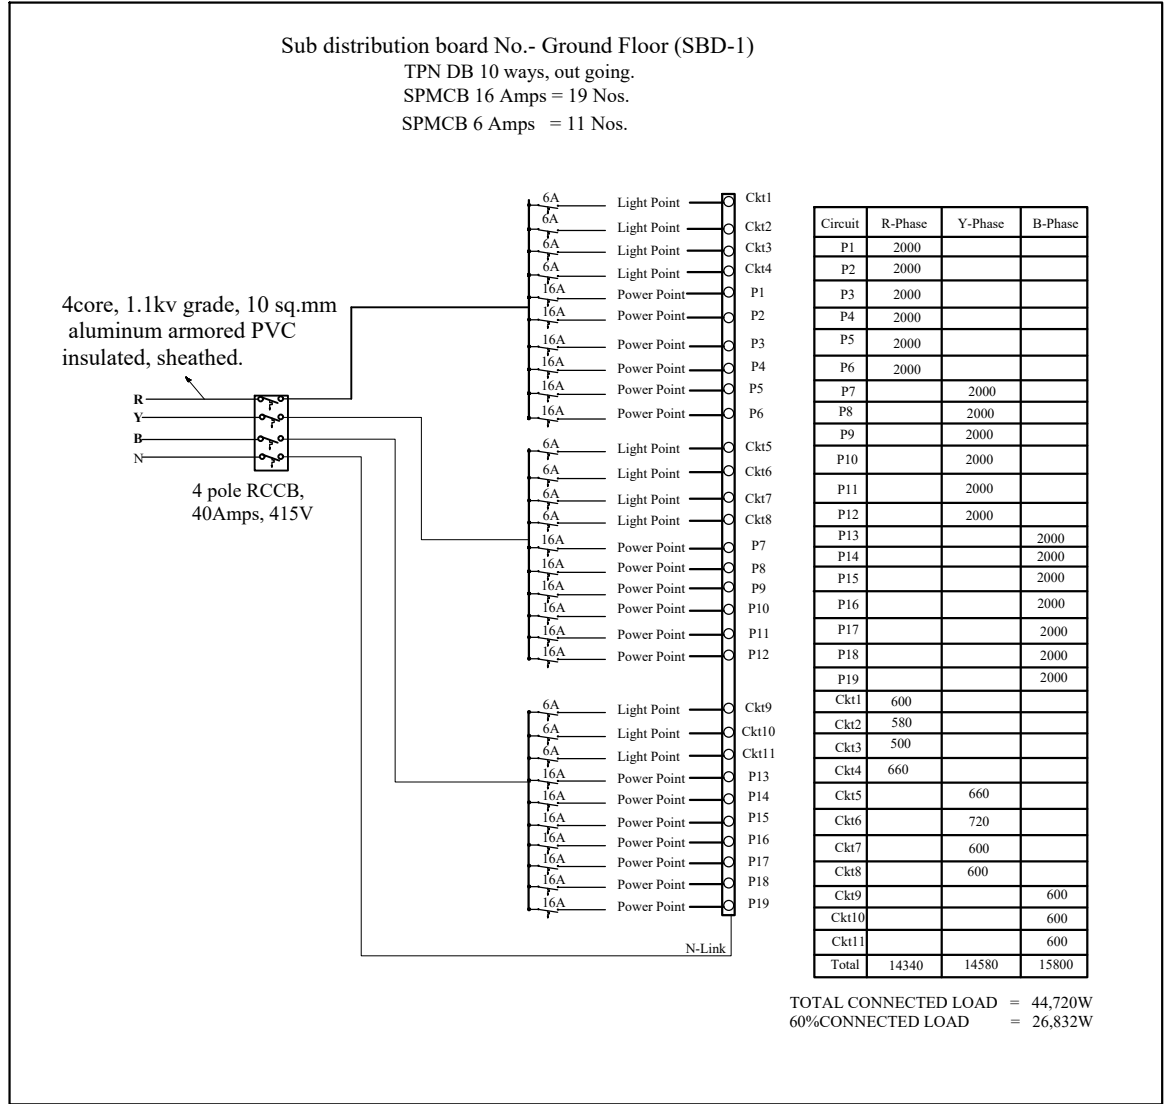 Sub distribution board No.- Ground Floor (SBD-1)
TPN DB 10 ways, out going.
SPMCB 16 Amps = 19 Nos.
SPMCB 6 Amps = 11 Nos.
4core, 1.1kv grade, 10 sq.mm
aluminum armored PVC
insulated, sheathed.
R
Y
B
N
4 pole RCCB,
40Amps, 415V
6A Light Point Ckt1
6A Light Point Ckt2
6A Light Point Ckt3
6A Light Point Ckt4
16A Power Point P1
16A Power Point P2
16A Power Point P3
16A Power Point P4
16A Power Point P5
16A Power Point P6
6A Light Point Ckt5
6A Light Point Ckt6
6A Light Point Ckt7
6A Light Point Ckt8
16A Power Point P7
16A Power Point P8
16A Power Point P9
16A Power Point P10
16A Power Point P11
16A Power Point P12
6A Light Point Ckt9
6A Light Point Ckt10
6A Light Point Ckt11
16A Power Point P13
16A Power Point P14
16A Power Point P15
16A Power Point P16
16A Power Point P17
16A Power Point P18
16A Power Point P19
N-Link
Circuit R-Phase Y-Phase B-Phase
P1 2000
P2 2000
P3 2000
P4 2000
P5 2000
P6 2000
P7 2000
P8 2000
P9 2000
P10 2000
P11 2000
P12 2000
P13 2000
P14 2000
P15 2000
P16 2000
P17 2000
P18 2000
P19 2000
Ckt1 600
Ckt2 580
Ckt3 500
Ckt4 660
Ckt5 660
Ckt6 720
Ckt7 600
Ckt8 600
Ckt9 600
Ckt10 600
Ckt11 600
Total 14340 14580 15800
TOTAL CONNECTED LOAD = 44,720W
60%CONNECTED LOAD = 26,832W